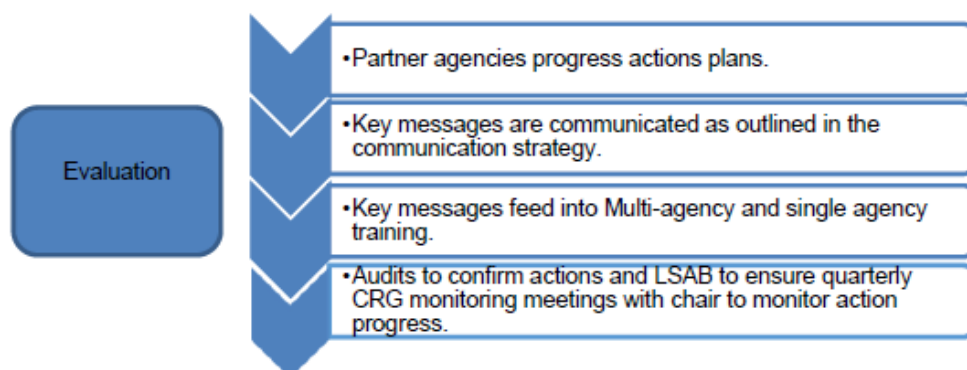 •Partner agencies progress actions plans.
Evaluation
•Key messages are communicated as outlined in the
communication strategy.
•Key messages feed into Multi-agency and single agency
training.
•Audits to confirm actions and LSAB to ensure quarterly
CRG monitoring meetings with chair to monitor action
progress.